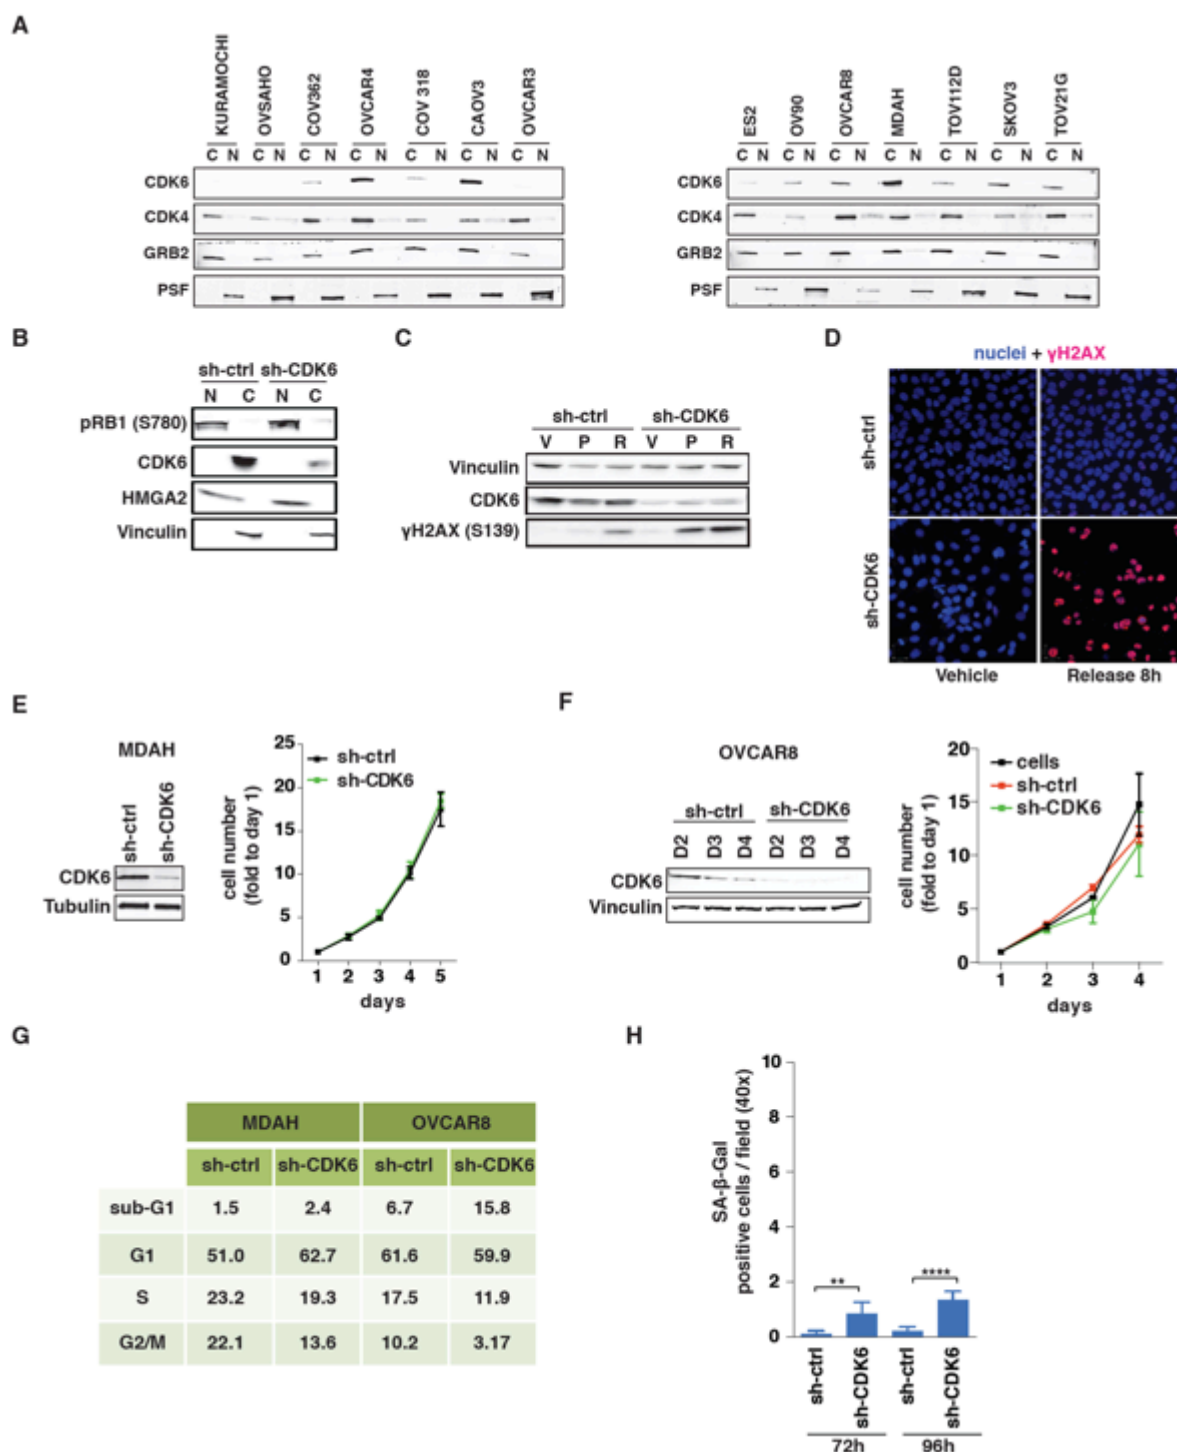 A
KURAMOCHI OVSAHO COV362 OVCAR4 COV 318 CAOV3 OVCAR3
C N C N C N C N C N C N C N
CDK6
CDK4
GRB2
PSF
ES2 OV90 OVCAR8 MDAH TOV112D SKOV3 TOV21G
C N C N C N C N C N C N C N
CDK6
CDK4
GRB2
PSF
B
sh-ctrl sh-CDK6
N C N C
pRB1 (S780)
CDK6
HMGA2
Vinculin
C
sh-ctrl sh-CDK6
V P R V P R
Vinculin
CDK6
γH2AX (S139)
D
nuclei + γH2AX
sh-ctrl
sh-CDK6
Vehicle Release 8h
E
MDAH
sh-ctrl sh-CDK6
CDK6
Tubulin
cell number
(fold to day 1)
25
20
15
10
5
0
sh-ctrl
sh-CDK6
1 2 3 4 5
days
F
OVCAR8
sh-ctrl sh-CDK6
D2 D3 D4 D2 D3 D4
CDK6
Vinculin
cell number
(fold to day 1)
20
15
10
5
0
cells
sh-ctrl
sh-CDK6
1 2 3 4
days
G
MDAH OVCAR8
sh-ctrl sh-CDK6 sh-ctrl sh-CDK6
sub-G1 1.5 2.4 6.7 15.8
G1 51.0 62.7 61.6 59.9
S 23.2 19.3 17.5 11.9
G2/M 22.1 13.6 10.2 3.17
H
SA-β-Gal
positive cells / field (40x)
10
8
6
4
2
0
** ****
sh-ctrl sh-CDK6 sh-ctrl sh-CDK6
72h 96h